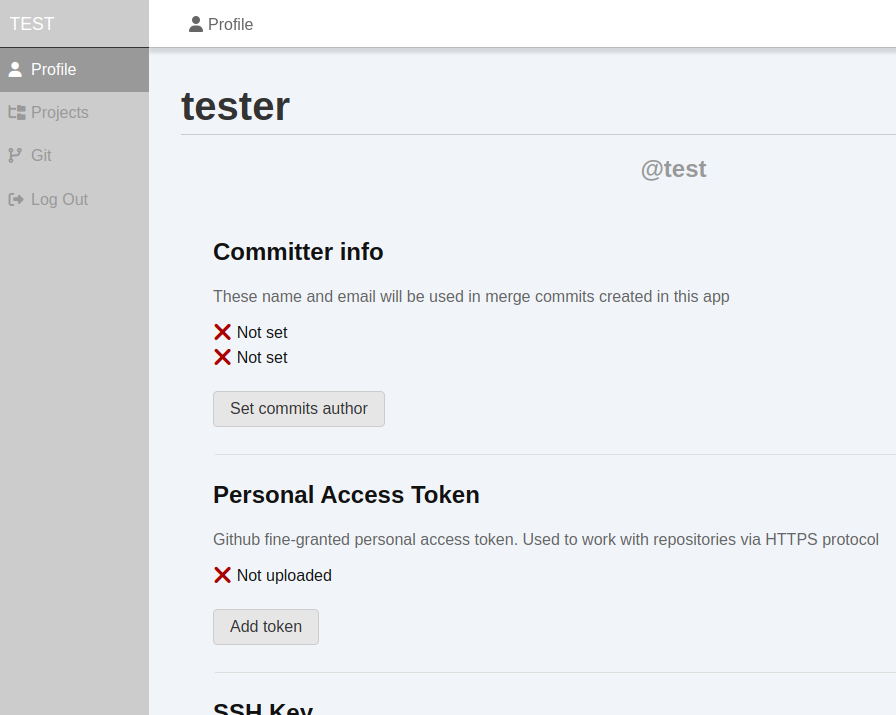 TEST
Profile
Profile
Projects
Git
Log Out
tester
@test
Committer info
These name and email will be used in merge commits created in this app
Not set
Not set
Set commits author
Personal Access Token
Github fine-granted personal access token. Used to work with repositories via HTTPS protocol
Not uploaded
Add token
SSH Key